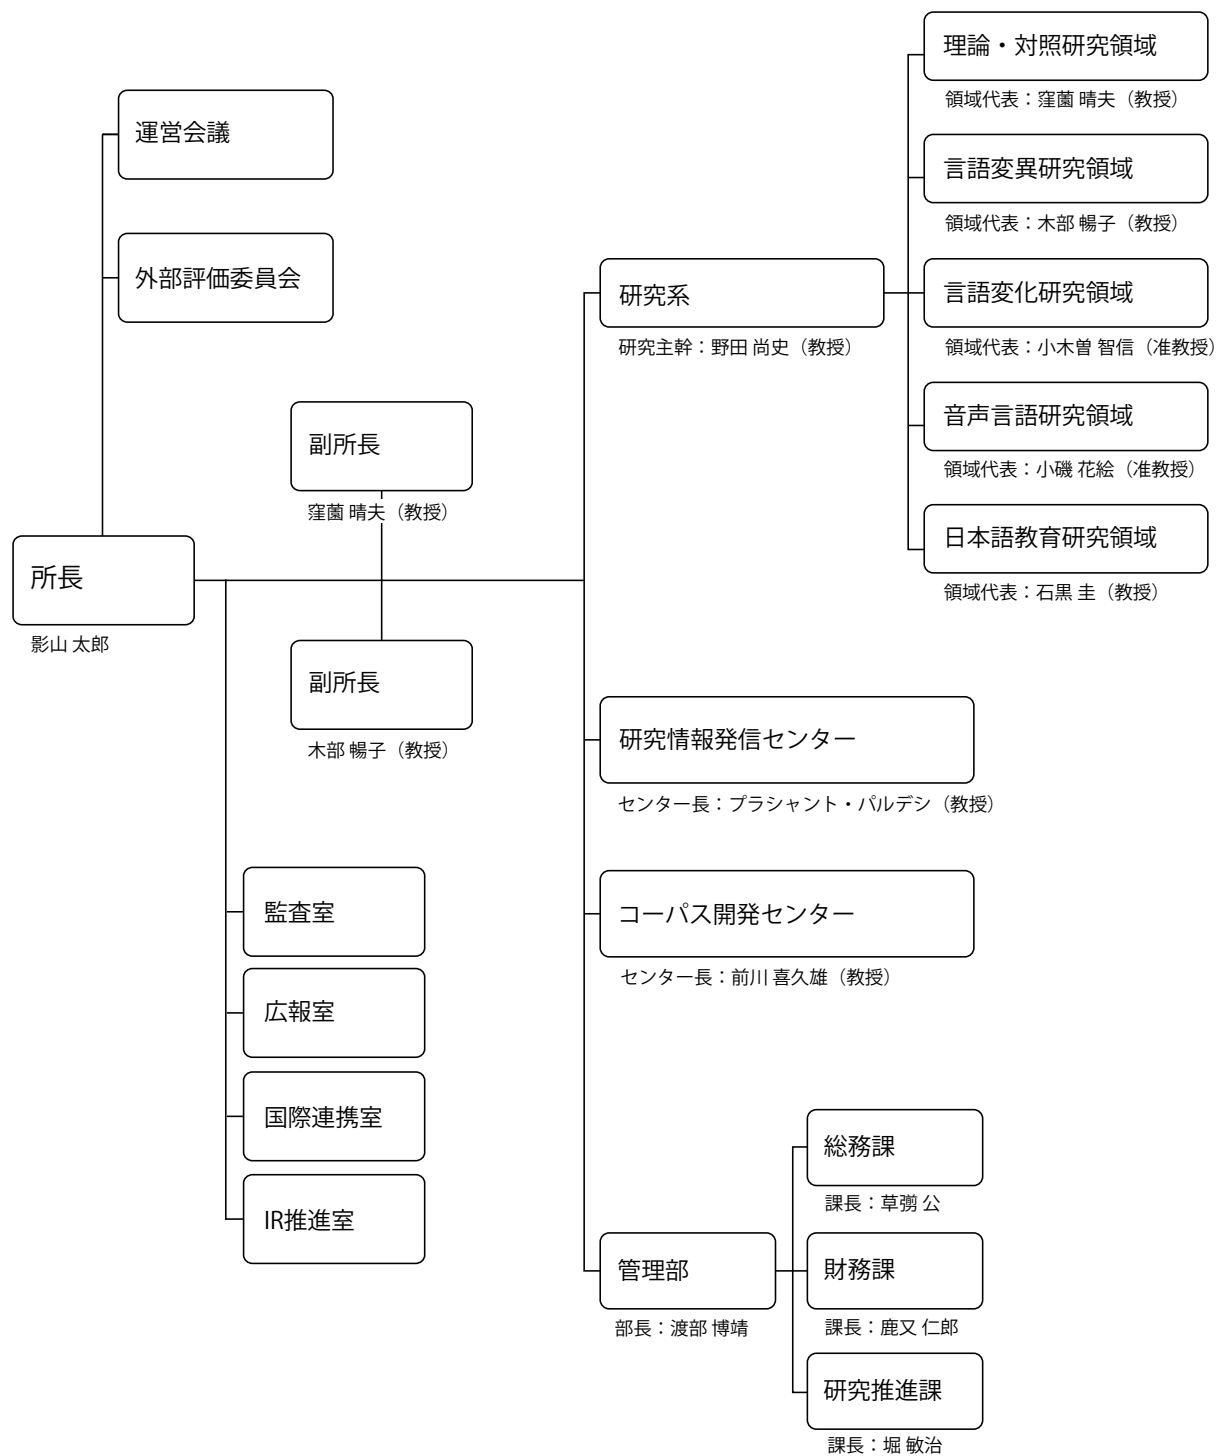 運営会議
外部評価委員会
所長
影山 太郎
副所長
窪薗 晴夫（教授）
副所長
木部 暢子（教授）
監査室
広報室
国際連携室
IR推進室
研究系
研究主幹：野田 尚史（教授）
理論・対照研究領域
領域代表：窪薗 晴夫（教授）
言語変異研究領域
領域代表：木部 暢子（教授）
言語変化研究領域
領域代表：小木曽 智信（准教授）
音声言語研究領域
領域代表：小磯 花絵（准教授）
日本語教育研究領域
領域代表：石黒 圭（教授）
研究情報発信センター
センター長：プラシャント・パルデシ（教授）
コーパス開発センター
センター長：前川 喜久雄（教授）
管理部
部長：渡部 博靖
総務課
課長：草彅 公
財務課
課長：鹿又 仁郎
研究推進課
課長：堀 敏治